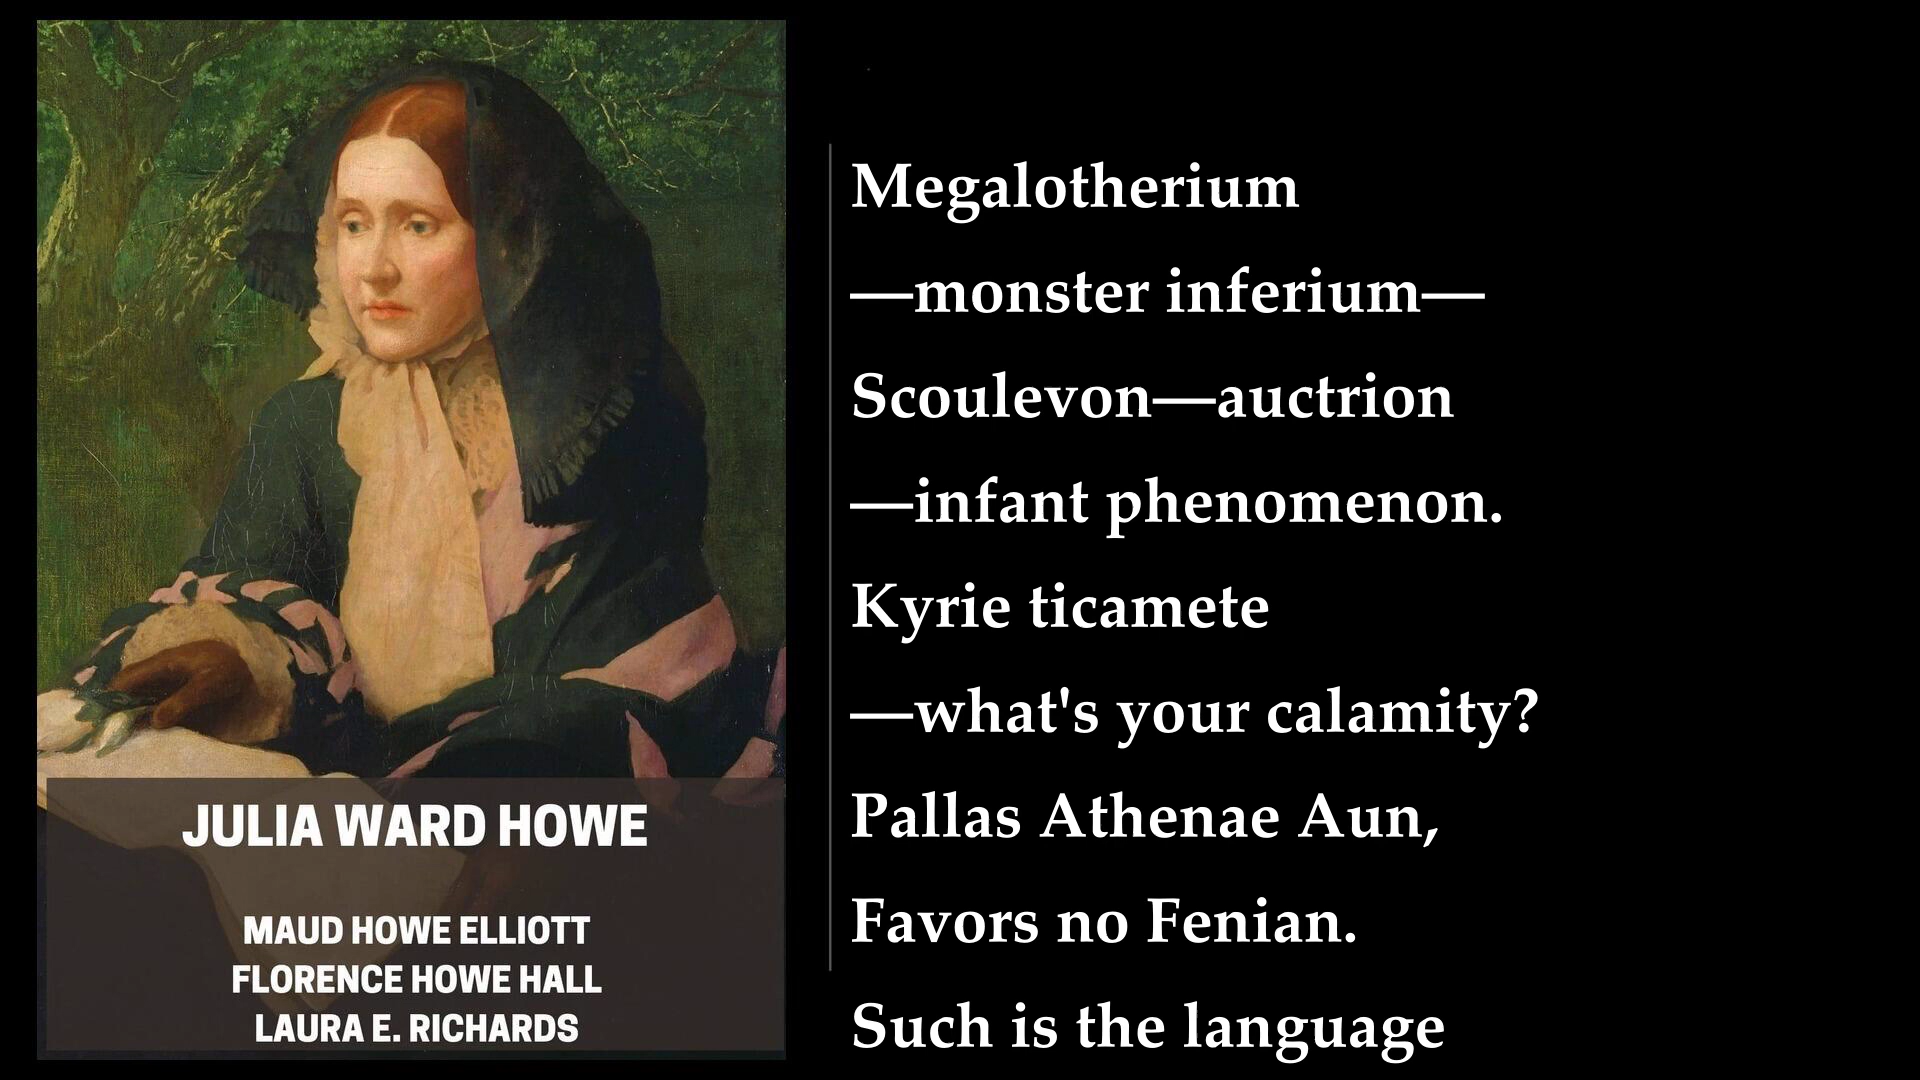 JULIA WARD HOWE
MAUD HOWE ELLIOTT
FLORENCE HOWE HALL
LAURA E. RICHARDS
Megalotherium
—monster inferium—
Scoulevon—auctrion
—infant phenomenon.
Kyrie ticamete
—what's your calamity?
Pallas Athenae Aun,
Favors no Fenian.
Such is the language